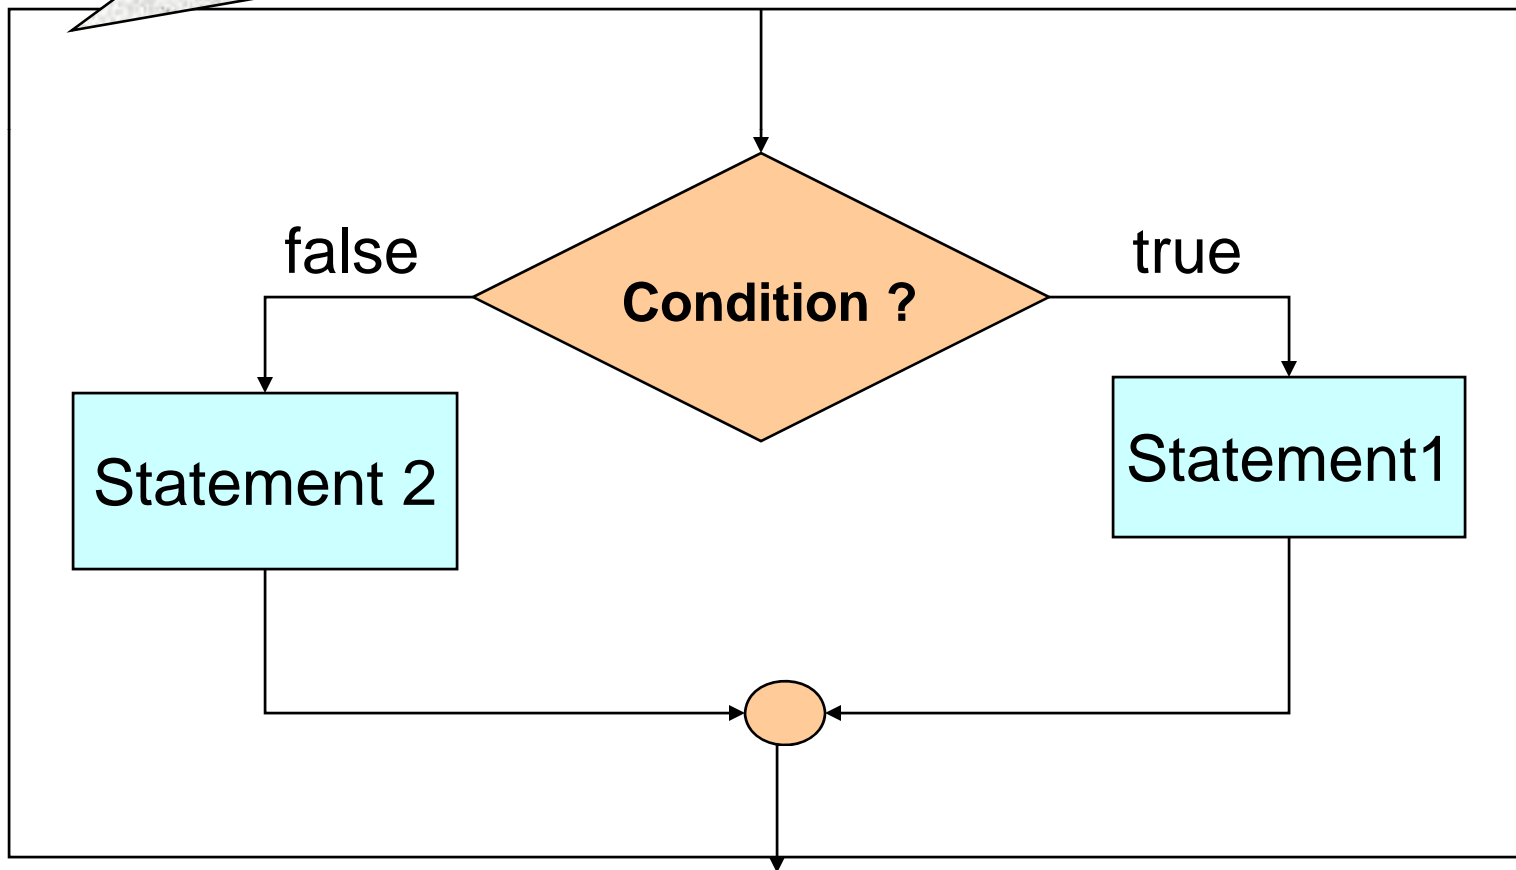 false
true
Condition ?
Statement 2
Statement1